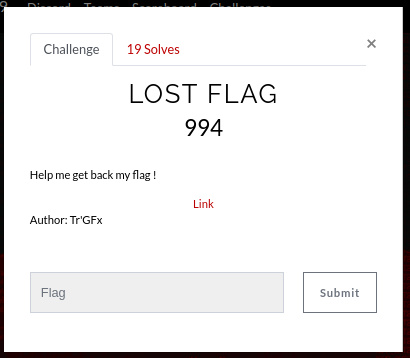 9 Discord Teams Scoreboard Challenges
Challenge 19 Solves ×
LOST FLAG
994
Help me get back my flag !
Link
Author: Tr'GFx
Flag Submit